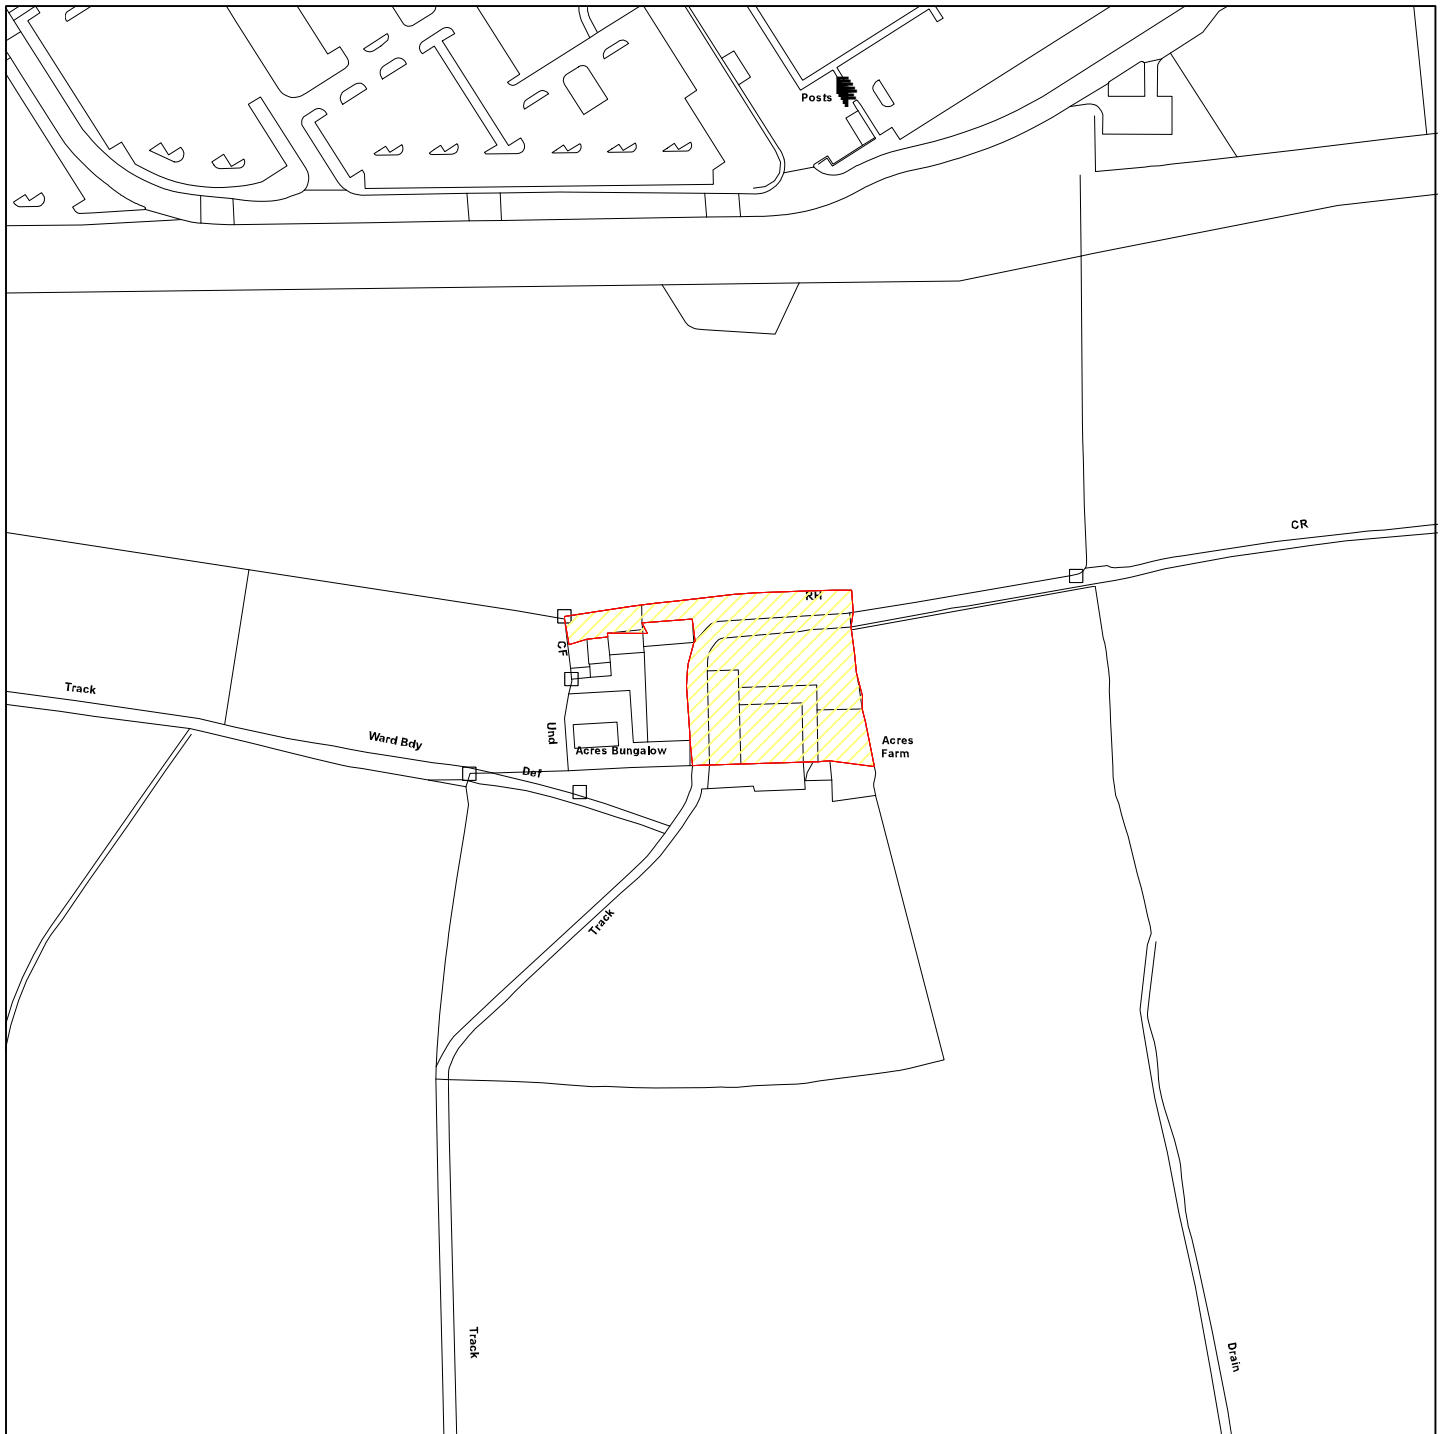 Posts
CR
RH
CF
Track
Und
Ward Bdy
Acres Bungalow
Acres
Farm
Def
Track
Track
Drain